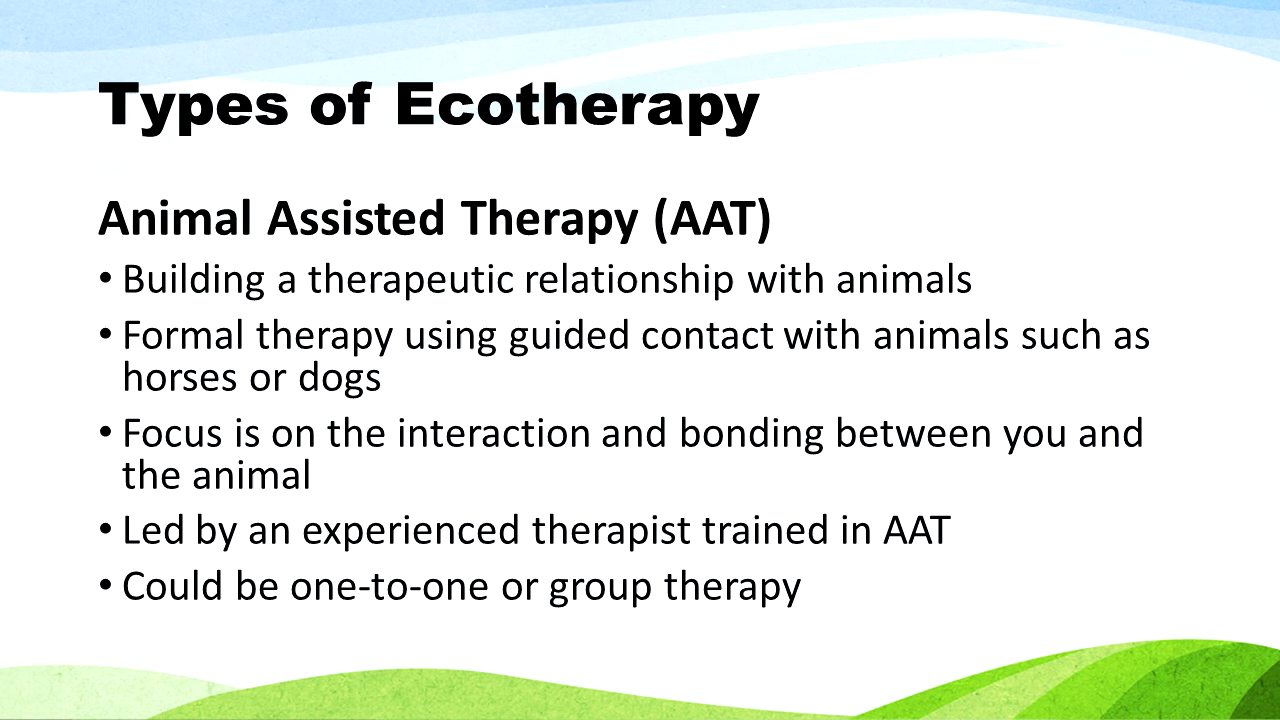 Types of Ecotherapy
Animal Assisted Therapy (AAT)
• Building a therapeutic relationship with animals
• Formal therapy using guided contact with animals such as
horses or dogs
• Focus is on the interaction and bonding between you and
the animal
• Led by an experienced therapist trained in AAT
• Could be one-to-one or group therapy